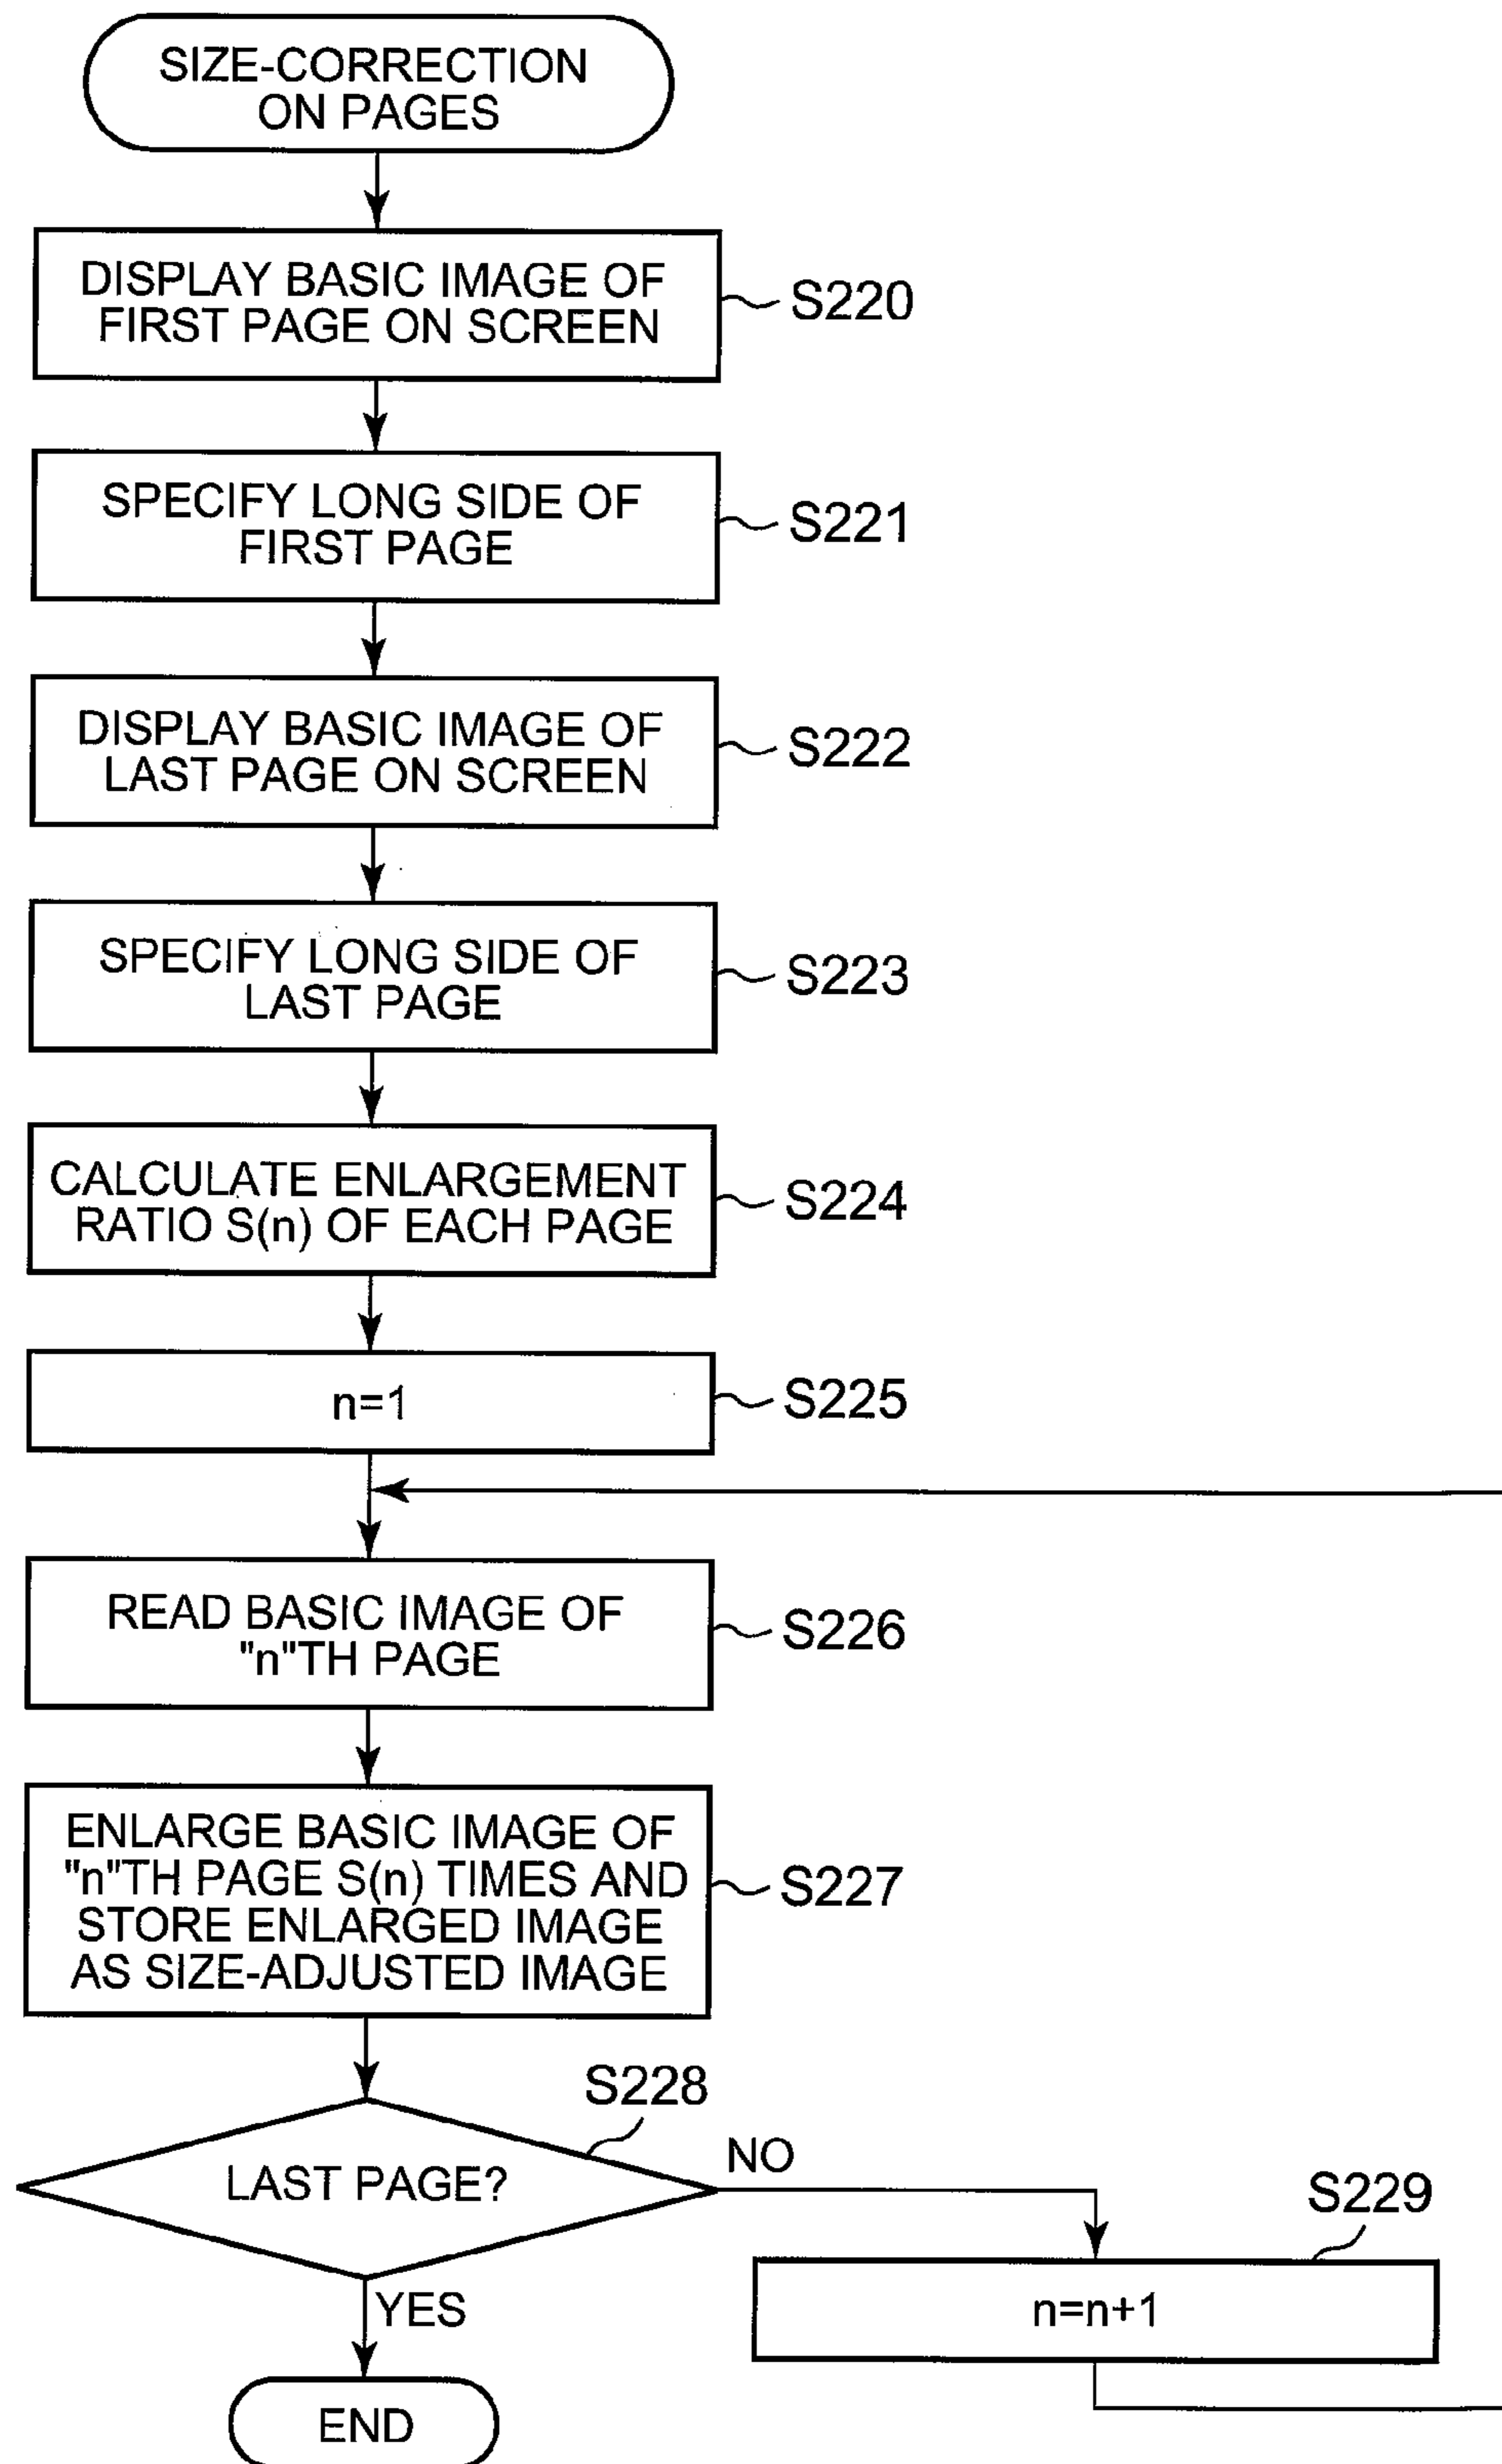 SIZE-CORRECTION
ON PAGES
DISPLAY BASIC IMAGE OF
FIRST PAGE ON SCREEN
S220
SPECIFY LONG SIDE OF
FIRST PAGE
S221
DISPLAY BASIC IMAGE OF
LAST PAGE ON SCREEN
S222
SPECIFY LONG SIDE OF
LAST PAGE
S223
CALCULATE ENLARGEMENT
RATIO S(n) OF EACH PAGE
S224
n=1
S225
READ BASIC IMAGE OF
"n"TH PAGE
S226
ENLARGE BASIC IMAGE OF
"n"TH PAGE S(n) TIMES AND
STORE ENLARGED IMAGE
AS SIZE-ADJUSTED IMAGE
S227
S228
LAST PAGE?
NO
S229
n=n+1
YES
END